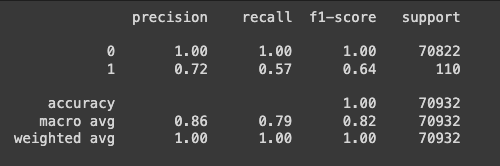 precision recall f1-score support
0 1.00 1.00 1.00 70822
1 0.72 0.57 0.64 110
accuracy 1.00 70932
macro avg 0.86 0.79 0.82 70932
weighted avg 1.00 1.00 1.00 70932